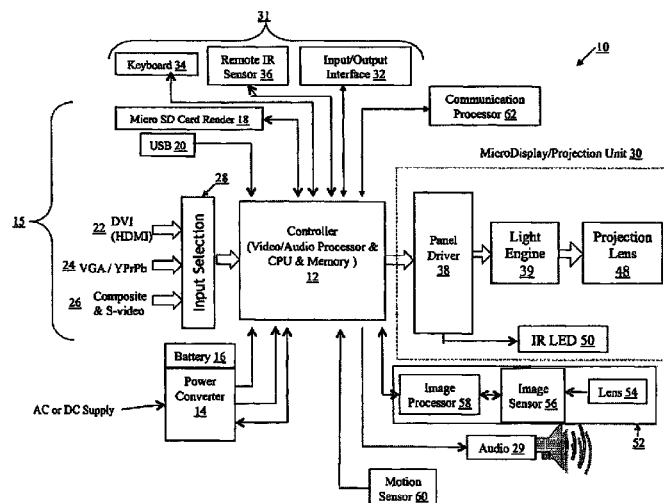 31
10
Keyboard 34
Remote IR
Sensor 36
Input/Output
Interface 32
Communication
Processor 62
Micro SD Card Render 18
USB 20
MicroDisplay/Projection Unit 30
15
28
22 DVI
(HDMI)
24 VGA / YPrPb
26 Composite
& S-video
Input Selection
Controller
(Video/Audio Processor &
CPU & Memory )
12
Panel
Driver
38
Light
Engine
39
Projection
Lens
48
IR LED 50
Battery 16
Power
Converter
14
AC or DC Supply
Image
Processor
58
Image
Sensor
56
Lens 54
52
Audio 29
Motion
Sensor 60